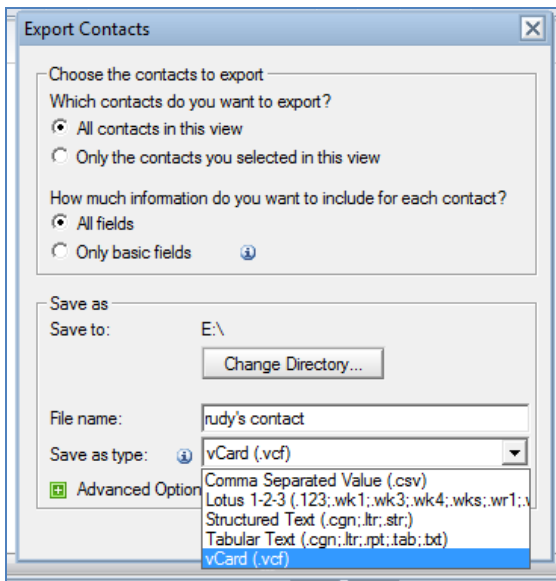 Export Contacts
Choose the contacts to export
Which contacts do you want to export?
All contacts in this view
Only the contacts you selected in this view
How much information do you want to include for each contact?
All fields
Only basic fields
Save as
Save to: E:\
Change Directory...
File name: rudy's contact
Save as type: vCard (.vcf)
Advanced Option
Comma Separated Value (.csv)
Lotus 1-2-3 (.123;.wk1;.wk3;.wk4;.wks;.wr1;.
Structured Text (.cgn;.ltr;.str;)
Tabular Text (.cgn;.ltr;.rpt;.tab;.txt)
vCard (.vcf)